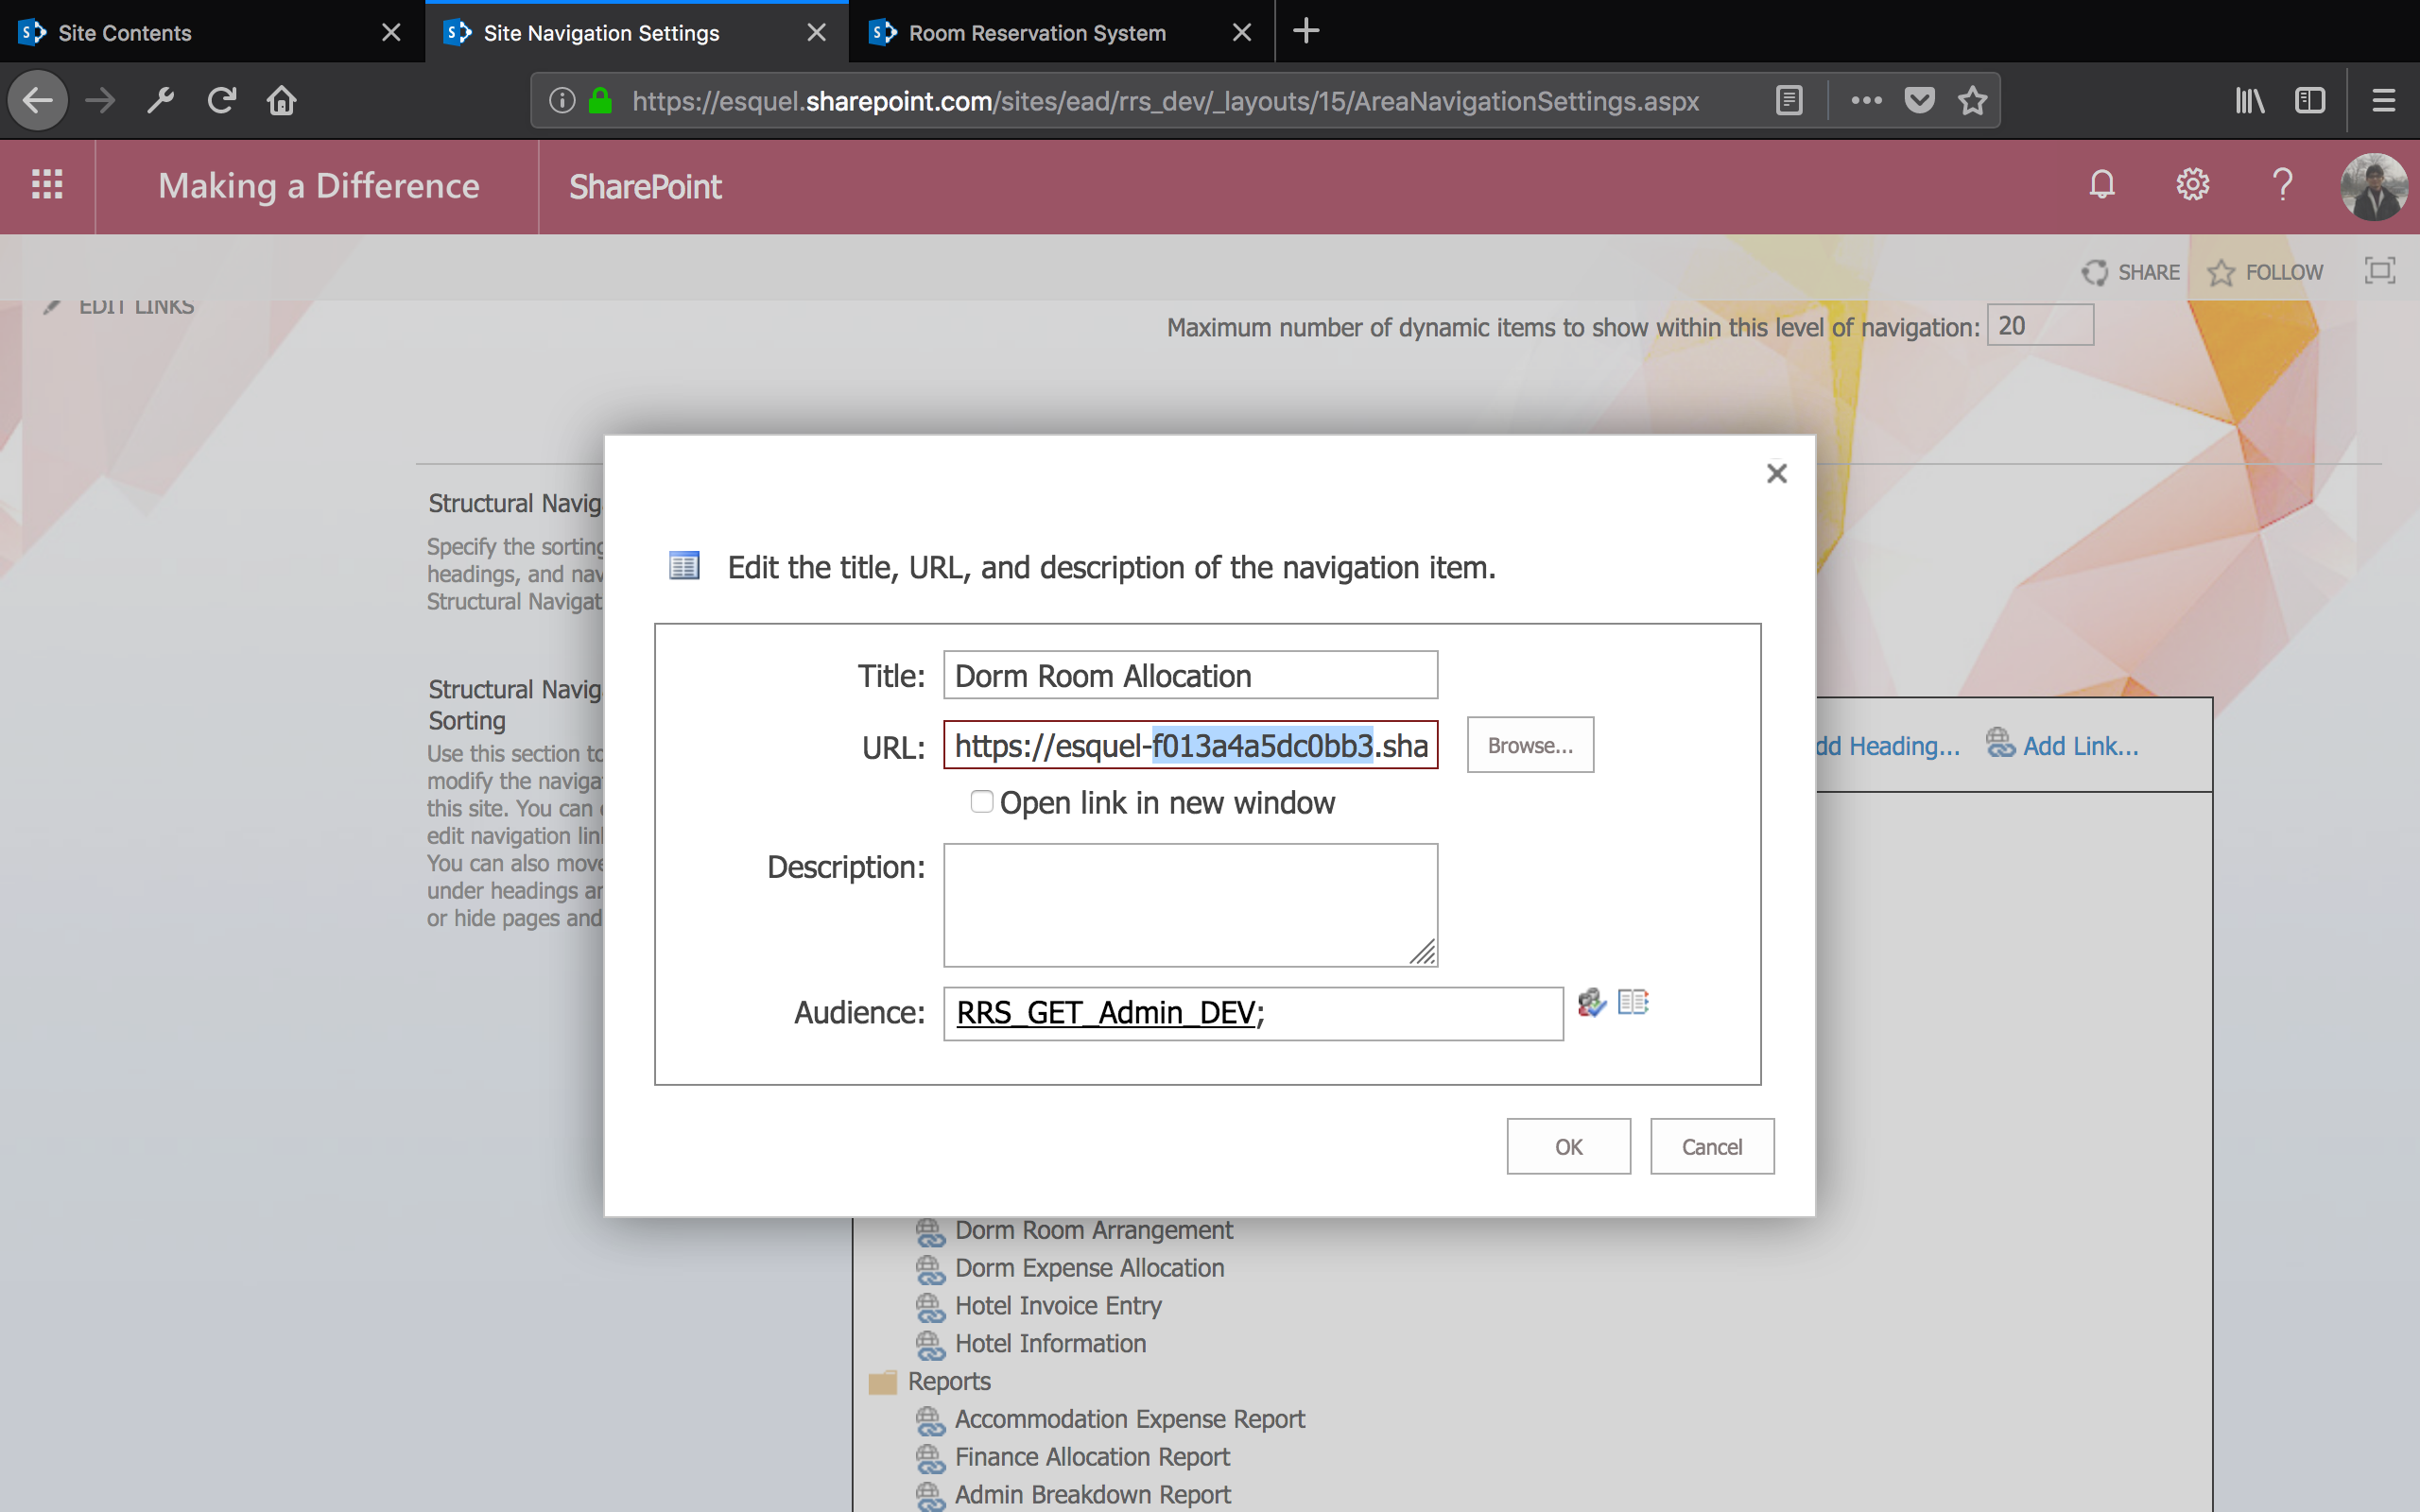 Site Contents
Site Navigation Settings
Room Reservation System
https://esquel.sharepoint.com/sites/ead/rrs_dev/_layouts/15/AreaNavigationSettings.aspx
Making a Difference
SharePoint
SHARE
FOLLOW
EDIT LINKS
Maximum number of dynamic items to show within this level of navigation: 20
Structural Navig
Specify the sorting
headings, and nav
Structural Navigat
Structural Navig
Sorting
Use this section to
modify the naviga
this site. You can
edit navigation lin
You can also move
under headings an
or hide pages and
Edit the title, URL, and description of the navigation item.
Title: Dorm Room Allocation
URL: https://esquel-f013a4a5dc0bb3.sha
Browse...
Open link in new window
Description:
Audience: RRS_GET_Admin_DEV;
OK
Cancel
dd Heading...
Add Link...
Dorm Room Arrangement
Dorm Expense Allocation
Hotel Invoice Entry
Hotel Information
Reports
Accommodation Expense Report
Finance Allocation Report
Admin Breakdown Report